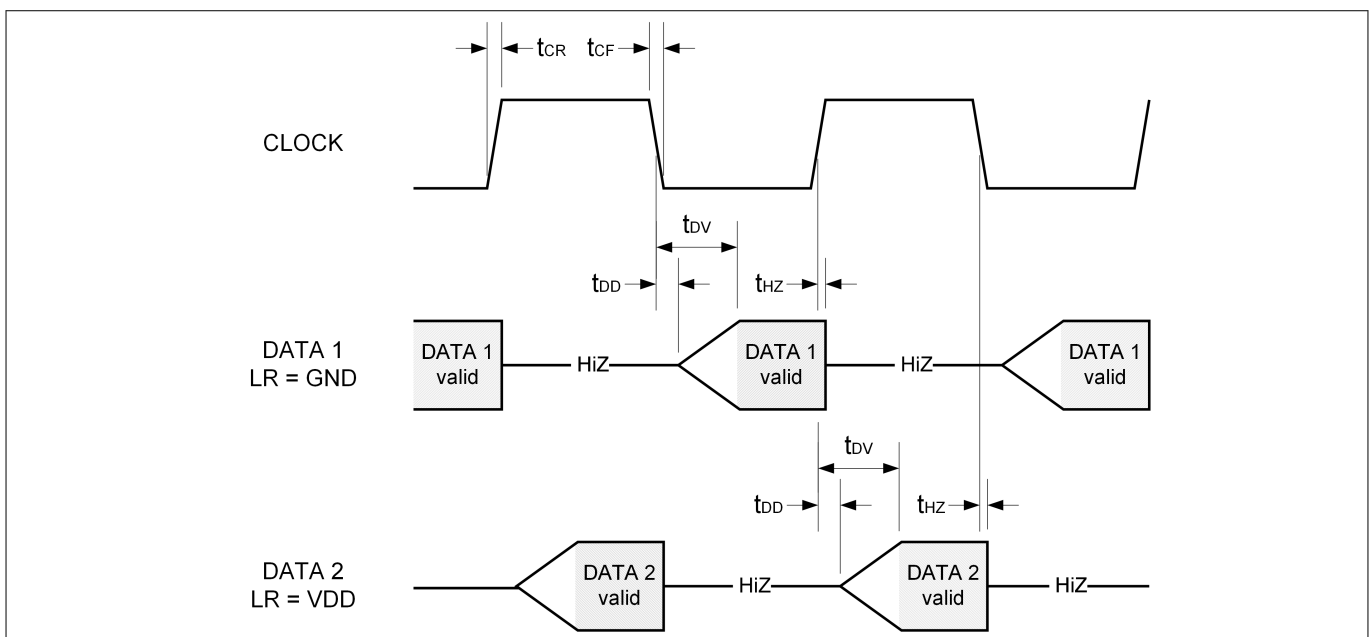 tCR tCF
CLOCK
tDV
tDD tHZ
DATA 1
LR = GND
DATA 1
valid
HiZ
DATA 1
valid
HiZ
DATA 1
valid
tDV
tDD tHZ
DATA 2
LR = VDD
DATA 2
valid
HiZ
DATA 2
valid
HiZ